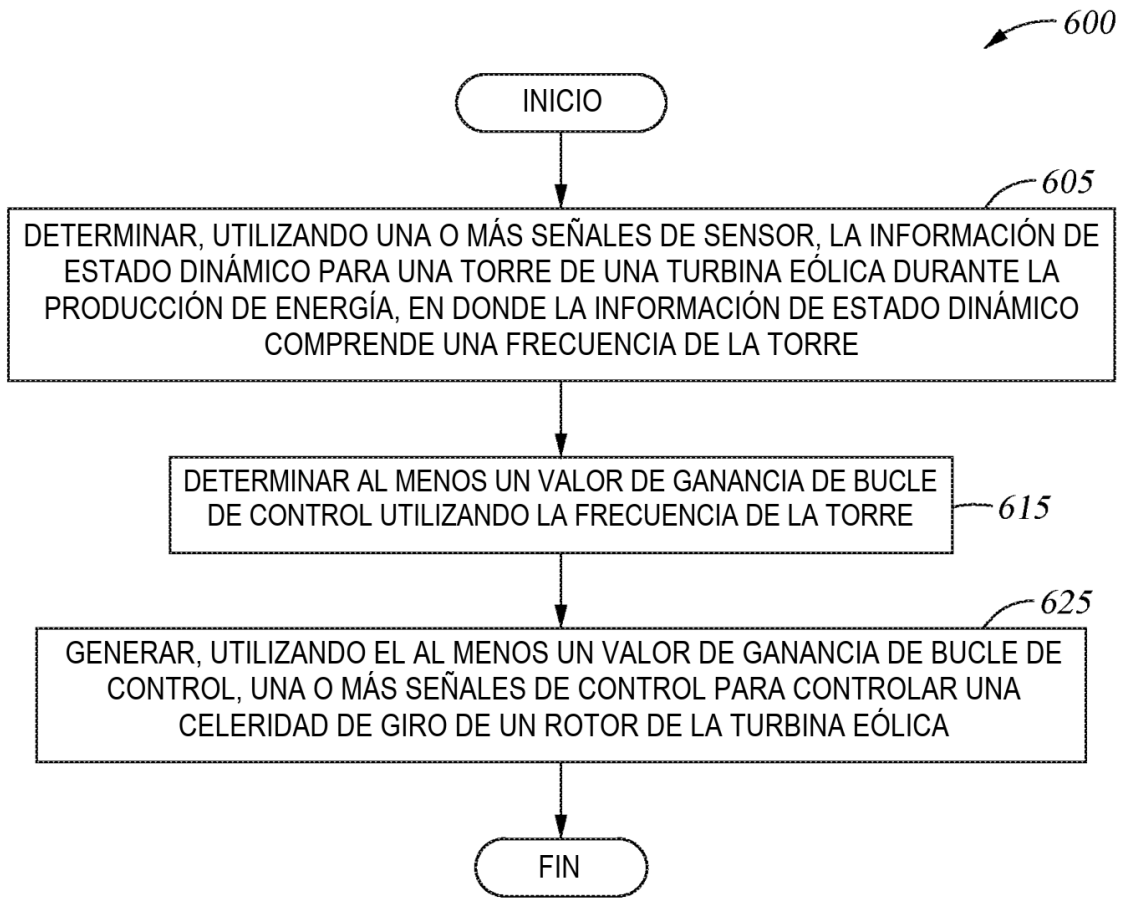 600
INICIO
605
DETERMINAR, UTILIZANDO UNA O MÁS SEÑALES DE SENSOR, LA INFORMACIÓN DE
ESTADO DINÁMICO PARA UNA TORRE DE UNA TURBINA EÓLICA DURANTE LA
PRODUCCIÓN DE ENERGÍA, EN DONDE LA INFORMACIÓN DE ESTADO DINÁMICO
COMPRENDE UNA FRECUENCIA DE LA TORRE
DETERMINAR AL MENOS UN VALOR DE GANANCIA DE BUCLE
DE CONTROL UTILIZANDO LA FRECUENCIA DE LA TORRE
615
625
GENERAR, UTILIZANDO EL AL MENOS UN VALOR DE GANANCIA DE BUCLE DE
CONTROL, UNA O MÁS SEÑALES DE CONTROL PARA CONTROLAR UNA
CELERIDAD DE GIRO DE UN ROTOR DE LA TURBINA EÓLICA
FIN